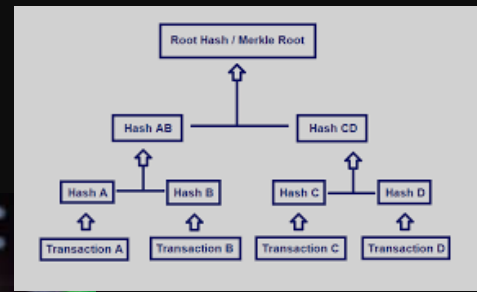 Root Hash / Merkle Root
Hash AB
Hash CD
Hash A
Hash B
Hash C
Hash D
Transaction A
Transaction B
Transaction C
Transaction D